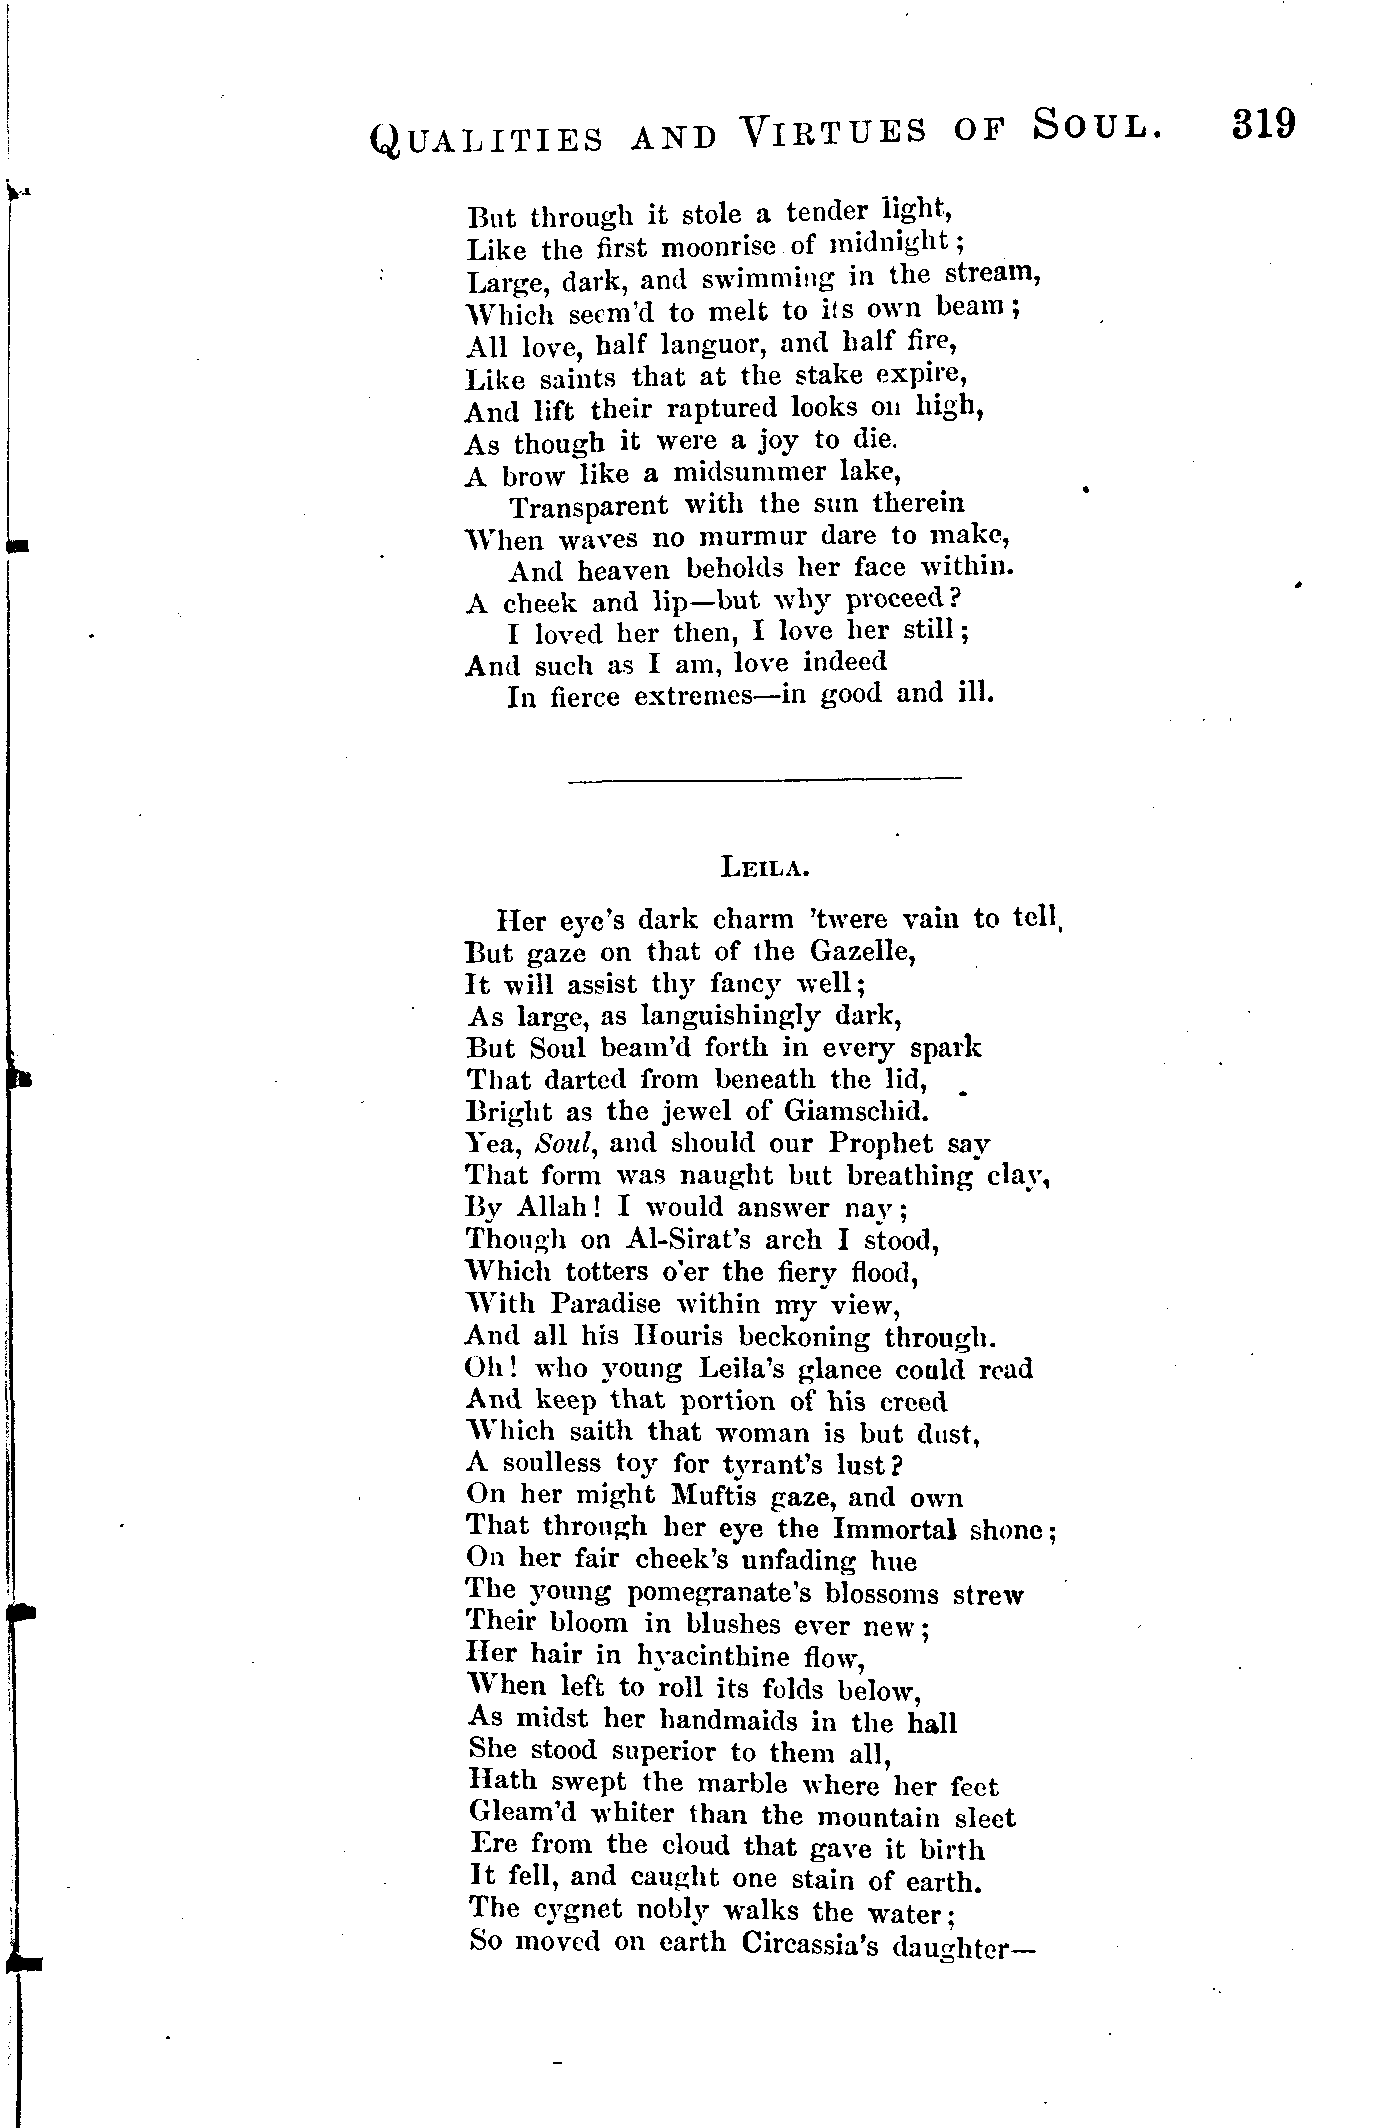 QUALITIES AND VIRTUES OF SOUL. 319
But through it stole a tender light,
Like the first moonrise of midnight;
Large, dark, and swimming in the stream,
Which seem'd to melt to its own beam;
All love, half languor, and half fire,
Like saints that at the stake expire,
And lift their raptured looks on high,
As though it were a joy to die.
A brow like a midsummer lake,
Transparent with the sun therein
When waves no murmur dare to make,
And heaven beholds her face within.
A cheek and lip—but why proceed?
I loved her then, I love her still;
And such as I am, love indeed
In fierce extremes—in good and ill.
LEILA.
Her eye's dark charm 'twere vain to tell,
But gaze on that of the Gazelle,
It will assist thy fancy well;
As large, as languishingly dark,
But Soul beam'd forth in every spark
That darted from beneath the lid,
Bright as the jewel of Giamschid.
Yea, Soul, and should our Prophet say
That form was naught but breathing clay,
By Allah! I would answer nay;
Though on Al-Sirat's arch I stood,
Which totters o'er the fiery flood,
With Paradise within my view,
And all his Houris beckoning through.
Oh! who young Leila's glance could read
And keep that portion of his creed
Which saith that woman is but dust,
A soulless toy for tyrant's lust?
On her might Muftis gaze, and own
That through her eye the Immortal shone;
On her fair cheek's unfading hue
The young pomegranate's blossoms strew
Their bloom in blushes ever new;
Her hair in hyacinthine flow,
When left to roll its folds below,
As midst her handmaids in the hall
She stood superior to them all,
Hath swept the marble where her feet
Gleam'd whiter than the mountain sleet
Ere from the cloud that gave it birth
It fell, and caught one stain of earth.
The cygnet nobly walks the water;
So moved on earth Circassia's daughter—